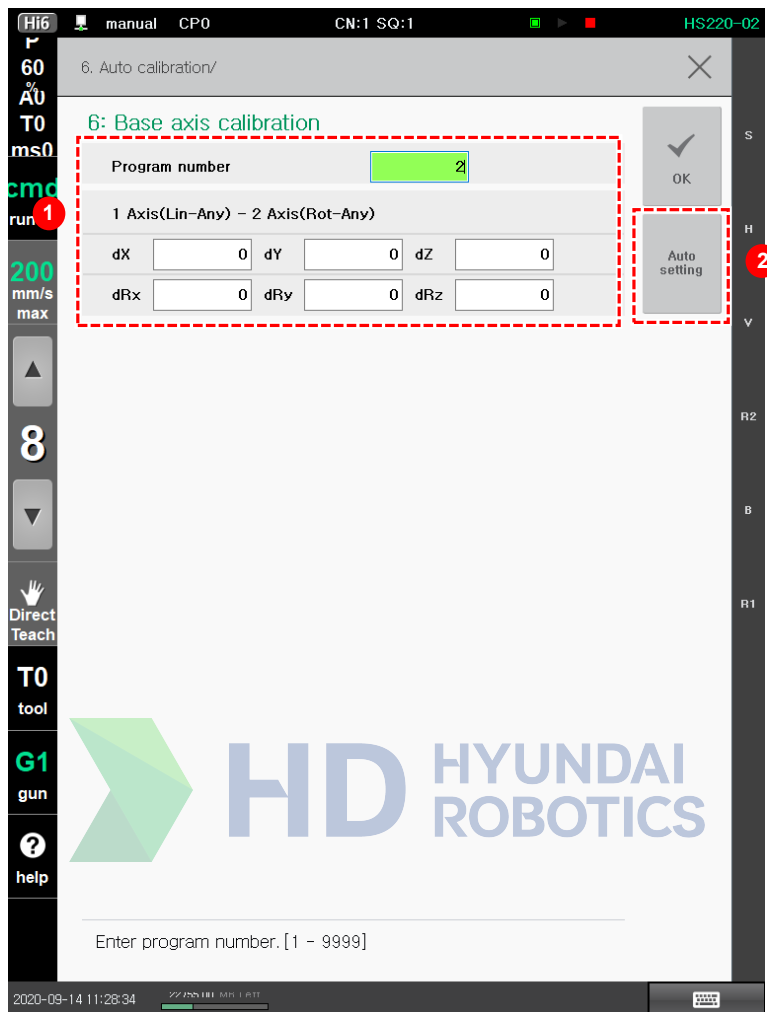 Hi6 manual CP0 CN:1 SQ:1 HS220-02
P
60
%
A0
T0
ms0
cmd
run
1
200
mm/s
max
8
Direct
Teach
T0
tool
G1
gun
?
help
6. Auto calibration/
6: Base axis calibration
Program number 2
1 Axis(Lin-Any) - 2 Axis(Rot-Any)
dX 0 dY 0 dZ 0
dRx 0 dRy 0 dRz 0
OK
Auto
setting
2
S
H
V
R2
B
R1
HD HYUNDAI
ROBOTICS
Enter program number.[1 - 9999]
2020-09-14 11:28:34